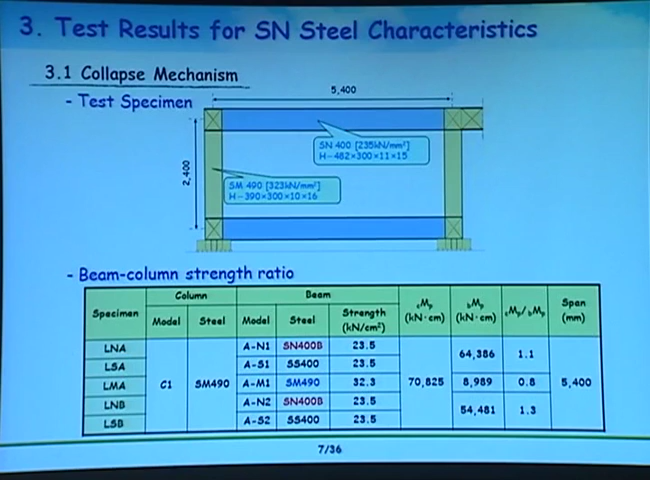 3. Test Results for SN Steel Characteristics
3.1 Collapse Mechanism
- Test Specimen
5,400
SN 400 [235kN/mm²]
H-482×300×11×15
2,400
SM 490 [323kN/mm²]
H-390×300×10×16
- Beam-column strength ratio
Specimen Column Beam cMp (kN·cm) bMp (kN·cm) cMp/bMp Span (mm)
Model Steel Model Steel Strength (kN/cm²)
LNA C1 SM490 A-N1 SN400B 23.5 70,825 64,386 1.1 5,400
LSA A-S1 SS400 23.5
LMA A-M1 SM490 32.3 8,989 0.8
LNB A-N2 SN400B 23.5 54,481 1.3
LSB A-S2 SS400 23.5
7/36